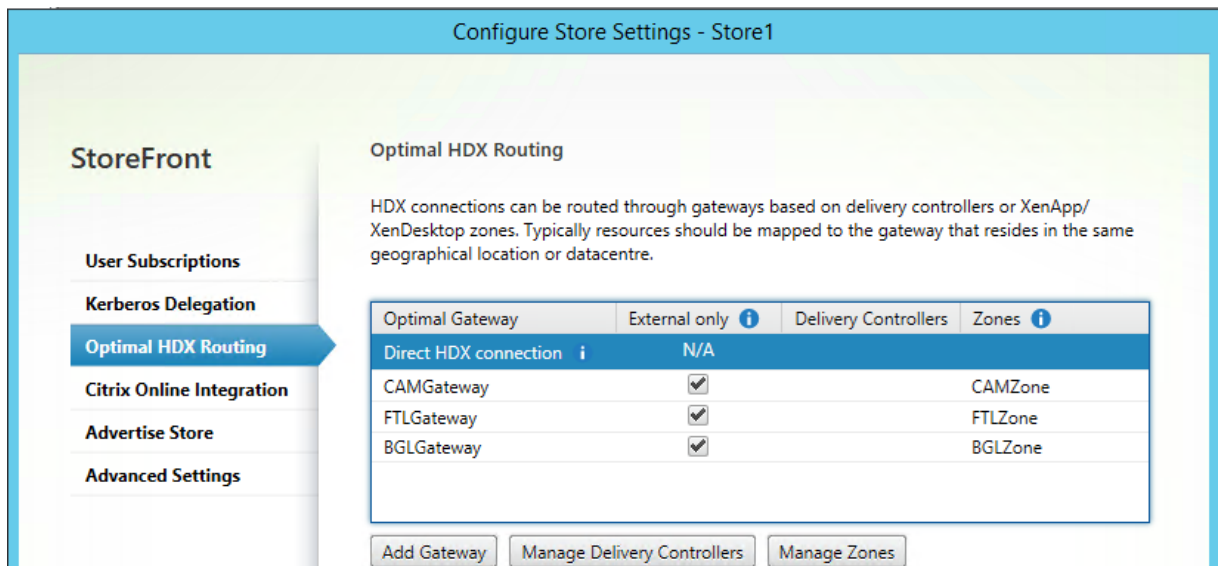 Configure Store Settings - Store1
StoreFront
User Subscriptions
Kerberos Delegation
Optimal HDX Routing
Citrix Online Integration
Advertise Store
Advanced Settings
Optimal HDX Routing
HDX connections can be routed through gateways based on delivery controllers or XenApp/
XenDesktop zones. Typically resources should be mapped to the gateway that resides in the same
geographical location or datacentre.
Optimal Gateway External only i Delivery Controllers Zones i
Direct HDX connection i N/A
CAMGateway CAMZone
FTLGateway FTLZone
BGLGateway BGLZone
Add Gateway Manage Delivery Controllers Manage Zones